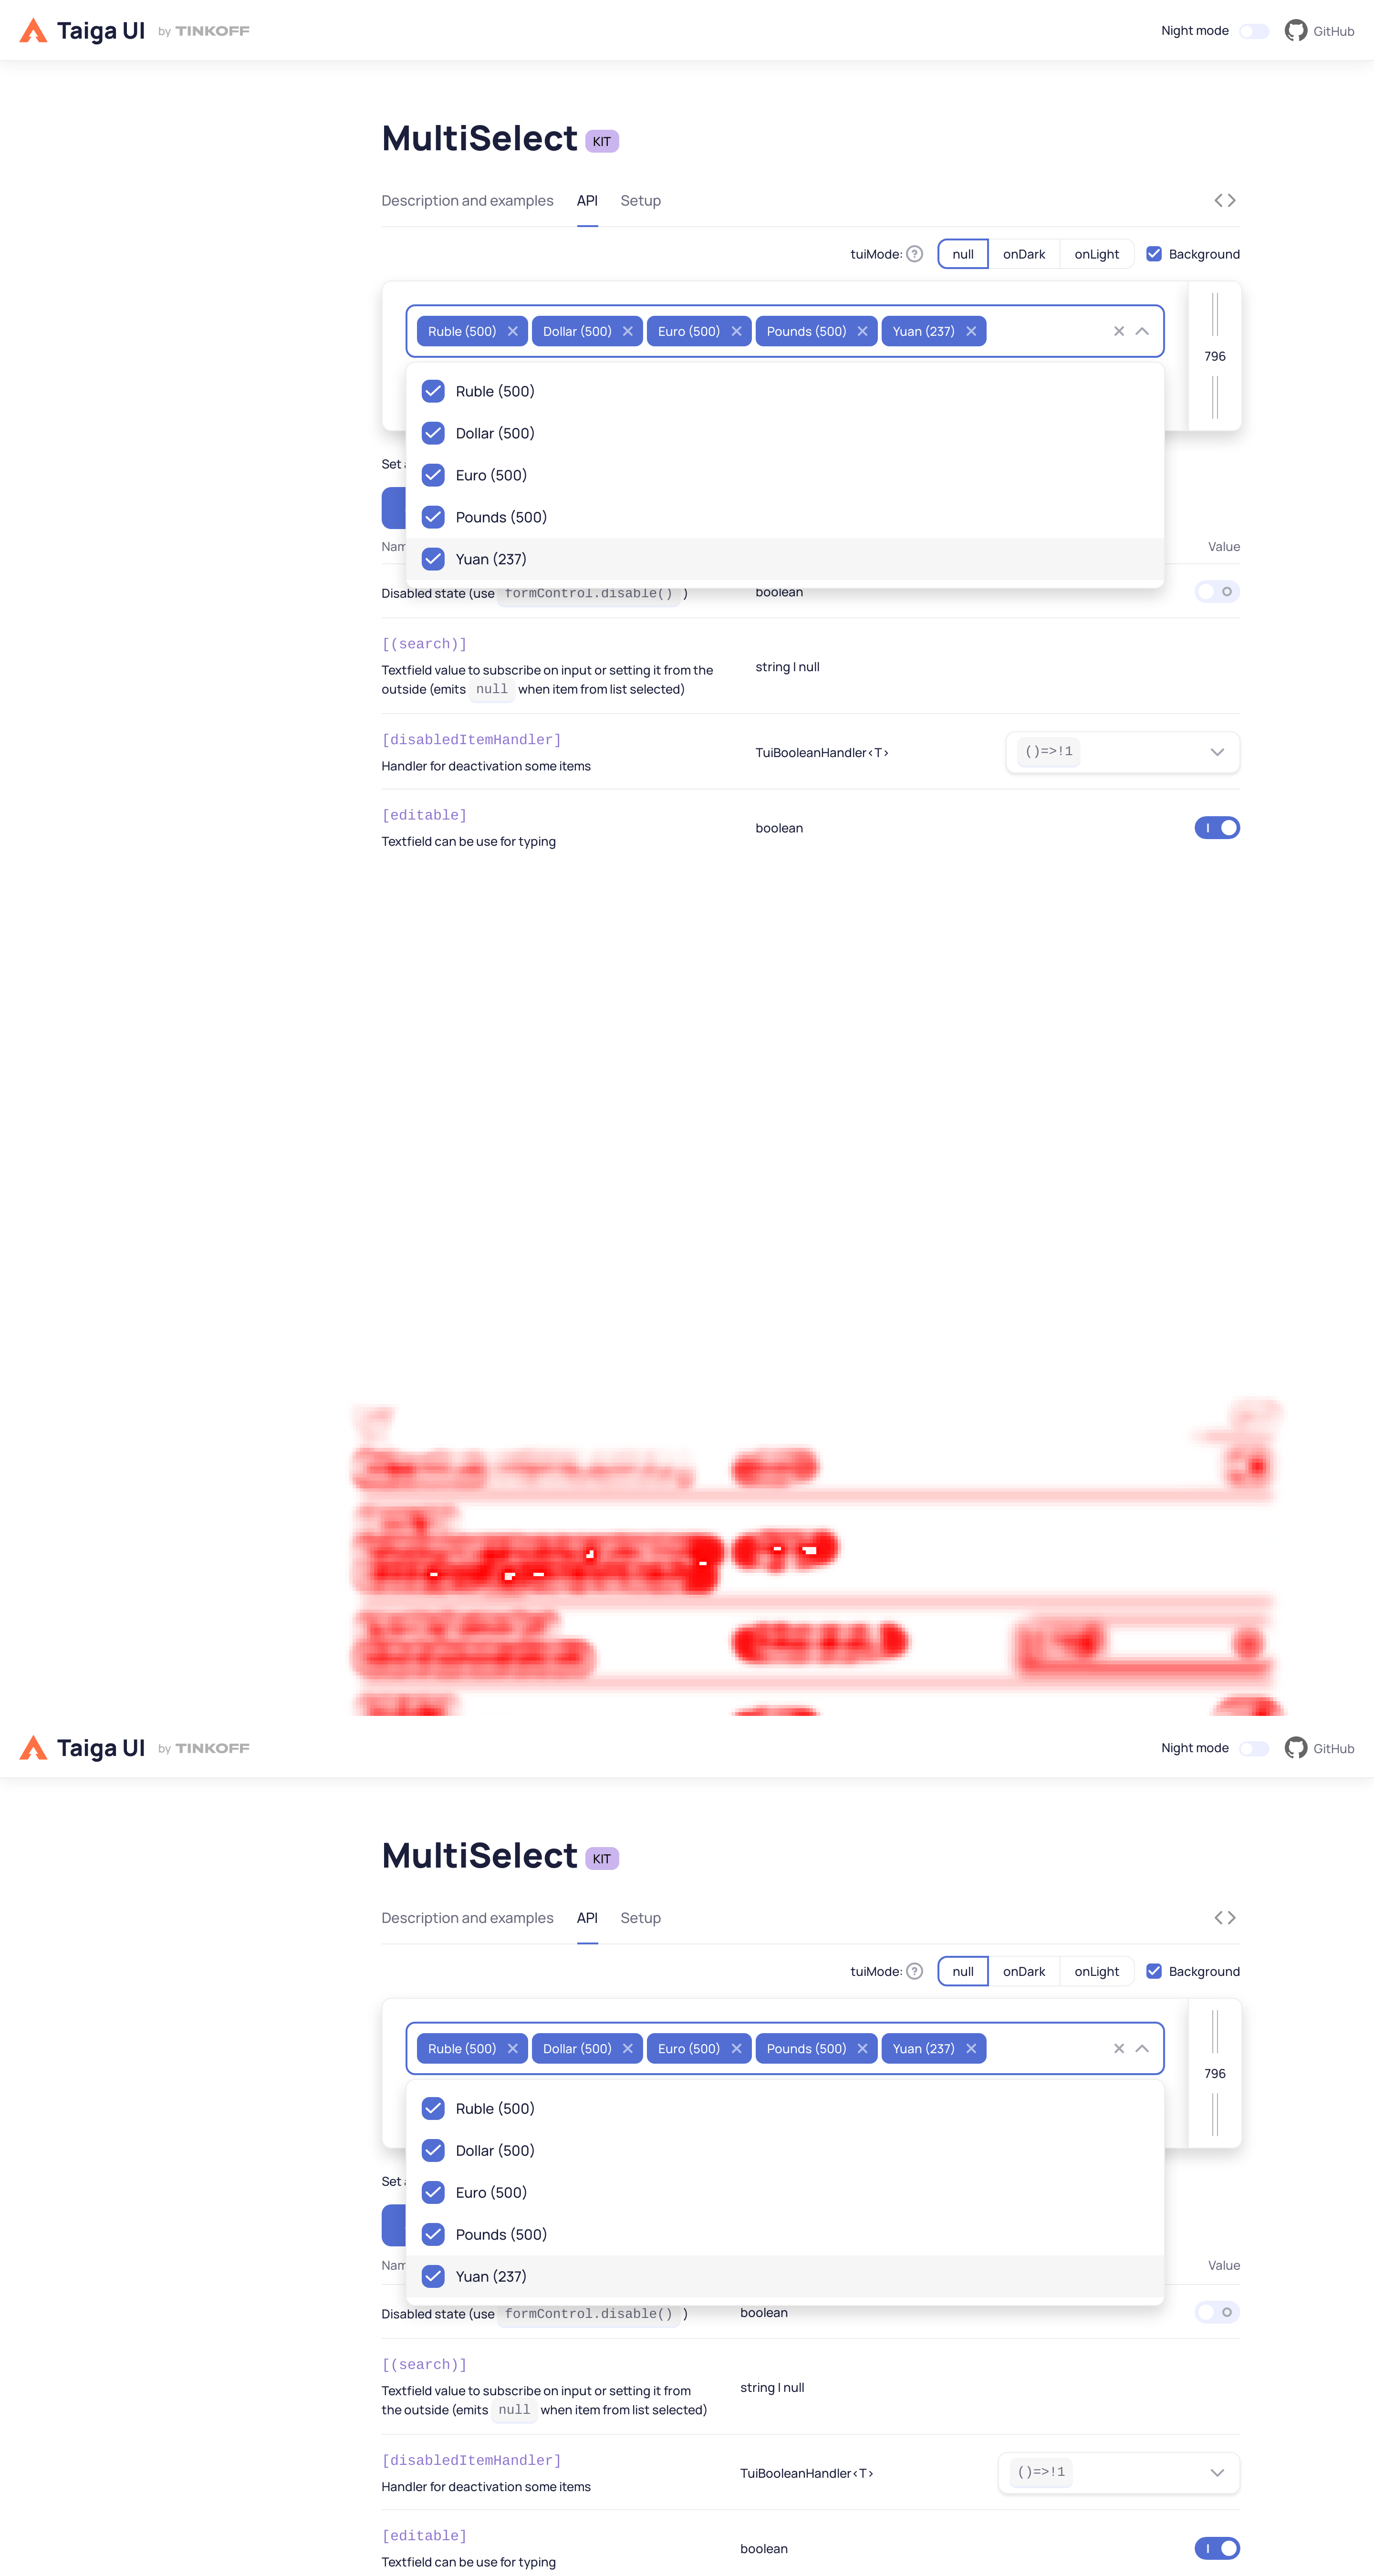 Taiga UI by TINKOFF Night mode GitHub
MultiSelect KIT
Description and examples API Setup
tuiMode: ? null onDark onLight Background
Ruble (500) Dollar (500) Euro (500) Pounds (500) Yuan (237)
796
Ruble (500)
Dollar (500)
Euro (500)
Set
Pounds (500)
Value
Yuan (237)
Disabled state (use formControl.disable() ) boolean
[(search)]
Textfield value to subscribe on input or setting it from the
outside (emits null when item from list selected)
string | null
[disabledItemHandler]
Handler for deactivation some items
TuiBooleanHandler<T>
()=>!1
[editable]
Textfield can be use for typing
boolean
Taiga UI by TINKOFF Night mode GitHub
MultiSelect KIT
Description and examples API Setup
tuiMode: ? null onDark onLight Background
Ruble (500) Dollar (500) Euro (500) Pounds (500) Yuan (237)
796
Ruble (500)
Dollar (500)
Euro (500)
Set
Pounds (500)
Value
Yuan (237)
Disabled state (use formControl.disable() ) boolean
[(search)]
Textfield value to subscribe on input or setting it from
the outside (emits null when item from list selected)
string | null
[disabledItemHandler]
Handler for deactivation some items
TuiBooleanHandler<T>
()=>!1
[editable]
Textfield can be use for typing
boolean